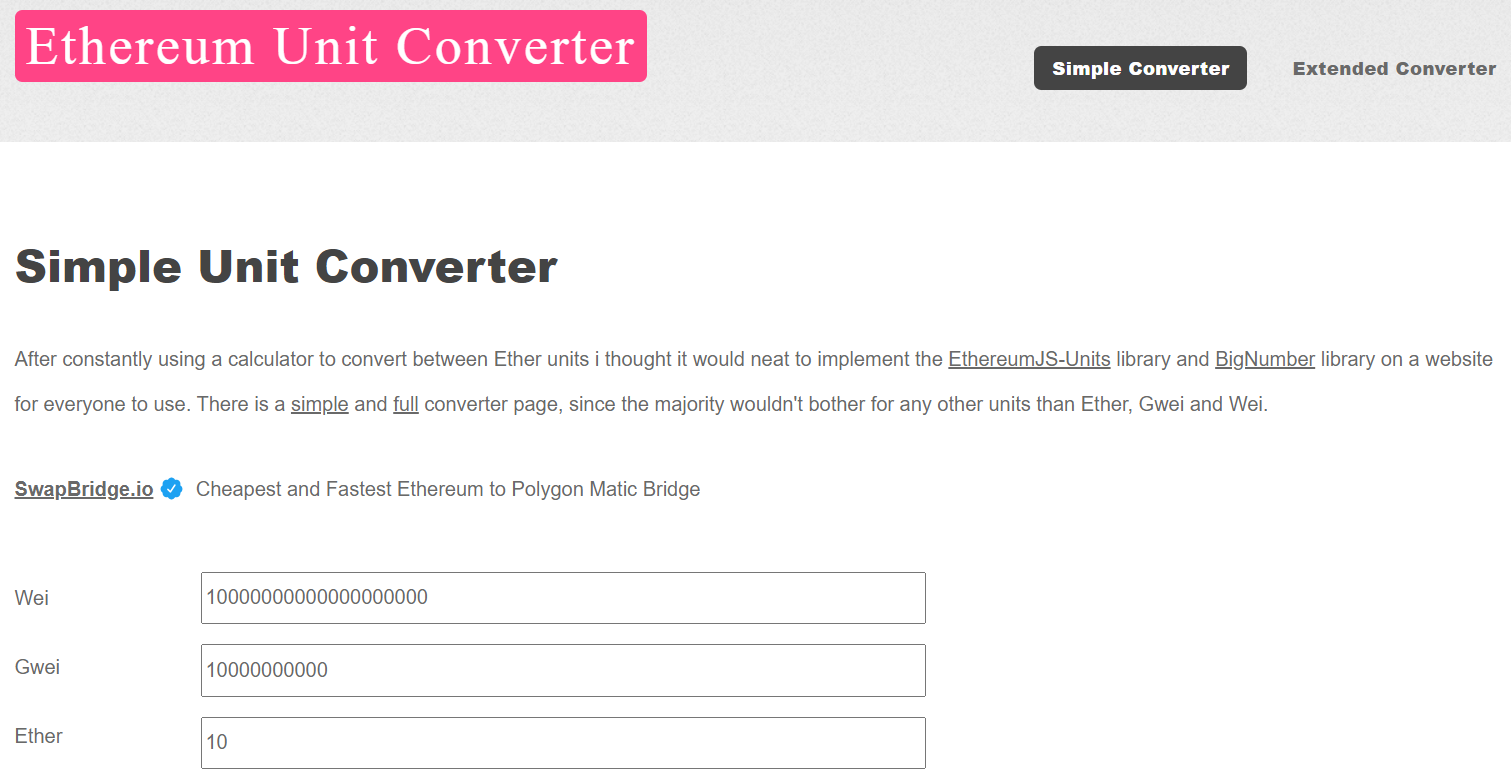 Ethereum Unit Converter
Simple Converter
Extended Converter
Simple Unit Converter
After constantly using a calculator to convert between Ether units i thought it would neat to implement the EthereumJS-Units library and BigNumber library on a website
for everyone to use. There is a simple and full converter page, since the majority wouldn't bother for any other units than Ether, Gwei and Wei.
SwapBridge.io Cheapest and Fastest Ethereum to Polygon Matic Bridge
Wei 10000000000000000000
Gwei 10000000000
Ether 10